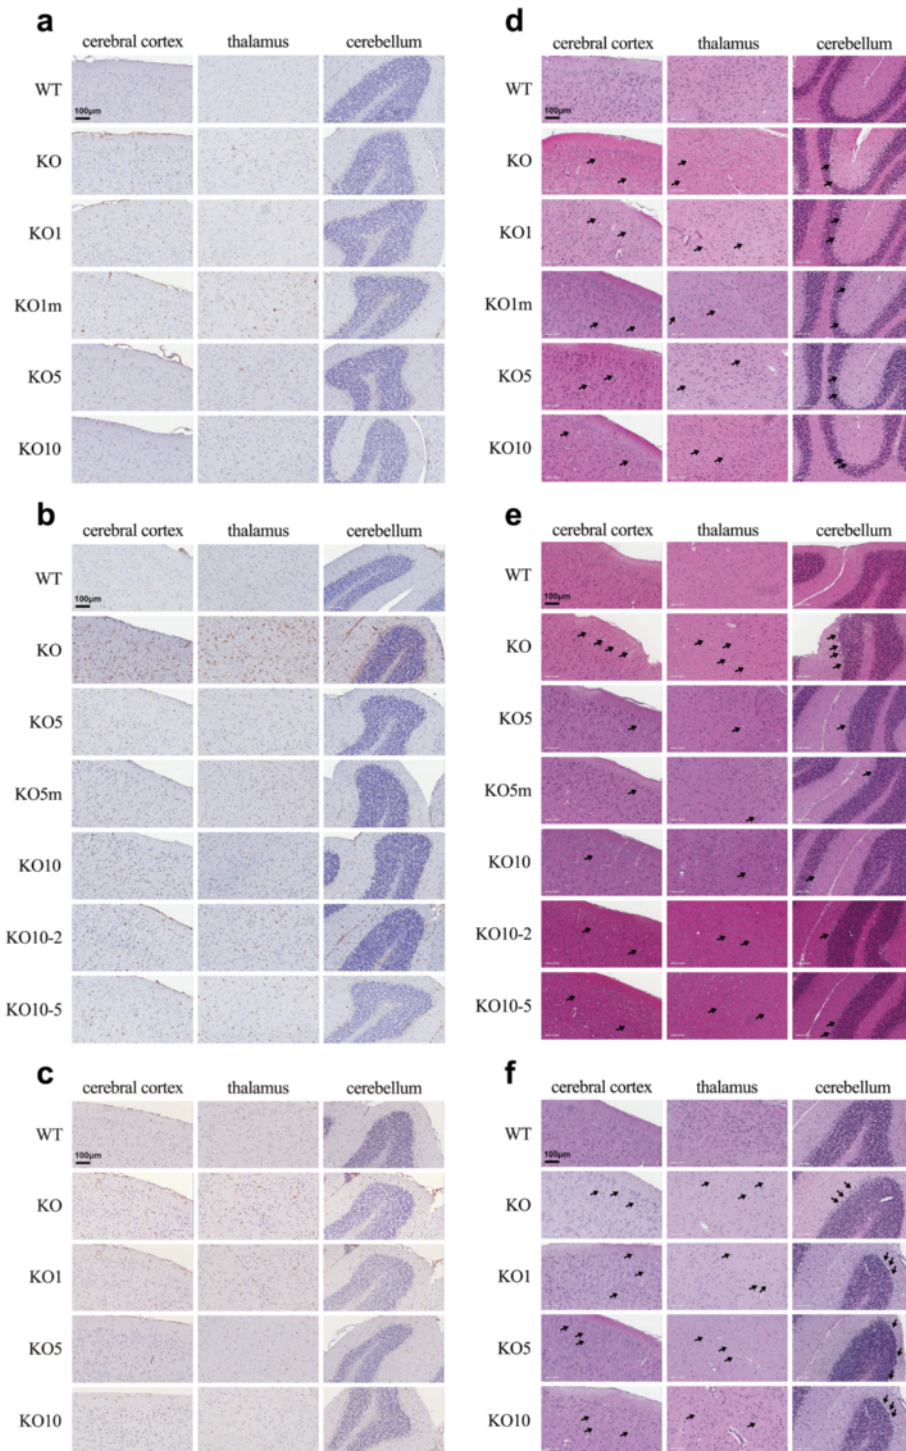 a
cerebral cortex thalamus cerebellum
WT
100μm
KO
KO1
KO1m
KO5
KO10
b
cerebral cortex thalamus cerebellum
WT
100μm
KO
KO5
KO5m
KO10
KO10-2
KO10-5
c
cerebral cortex thalamus cerebellum
WT
100μm
KO
KO1
KO5
KO10
d
cerebral cortex thalamus cerebellum
WT
100μm
KO
KO1
KO1m
KO5
KO10
e
cerebral cortex thalamus cerebellum
WT
100μm
KO
KO5
KO5m
KO10
KO10-2
KO10-5
f
cerebral cortex thalamus cerebellum
WT
100μm
KO
KO1
KO5
KO10